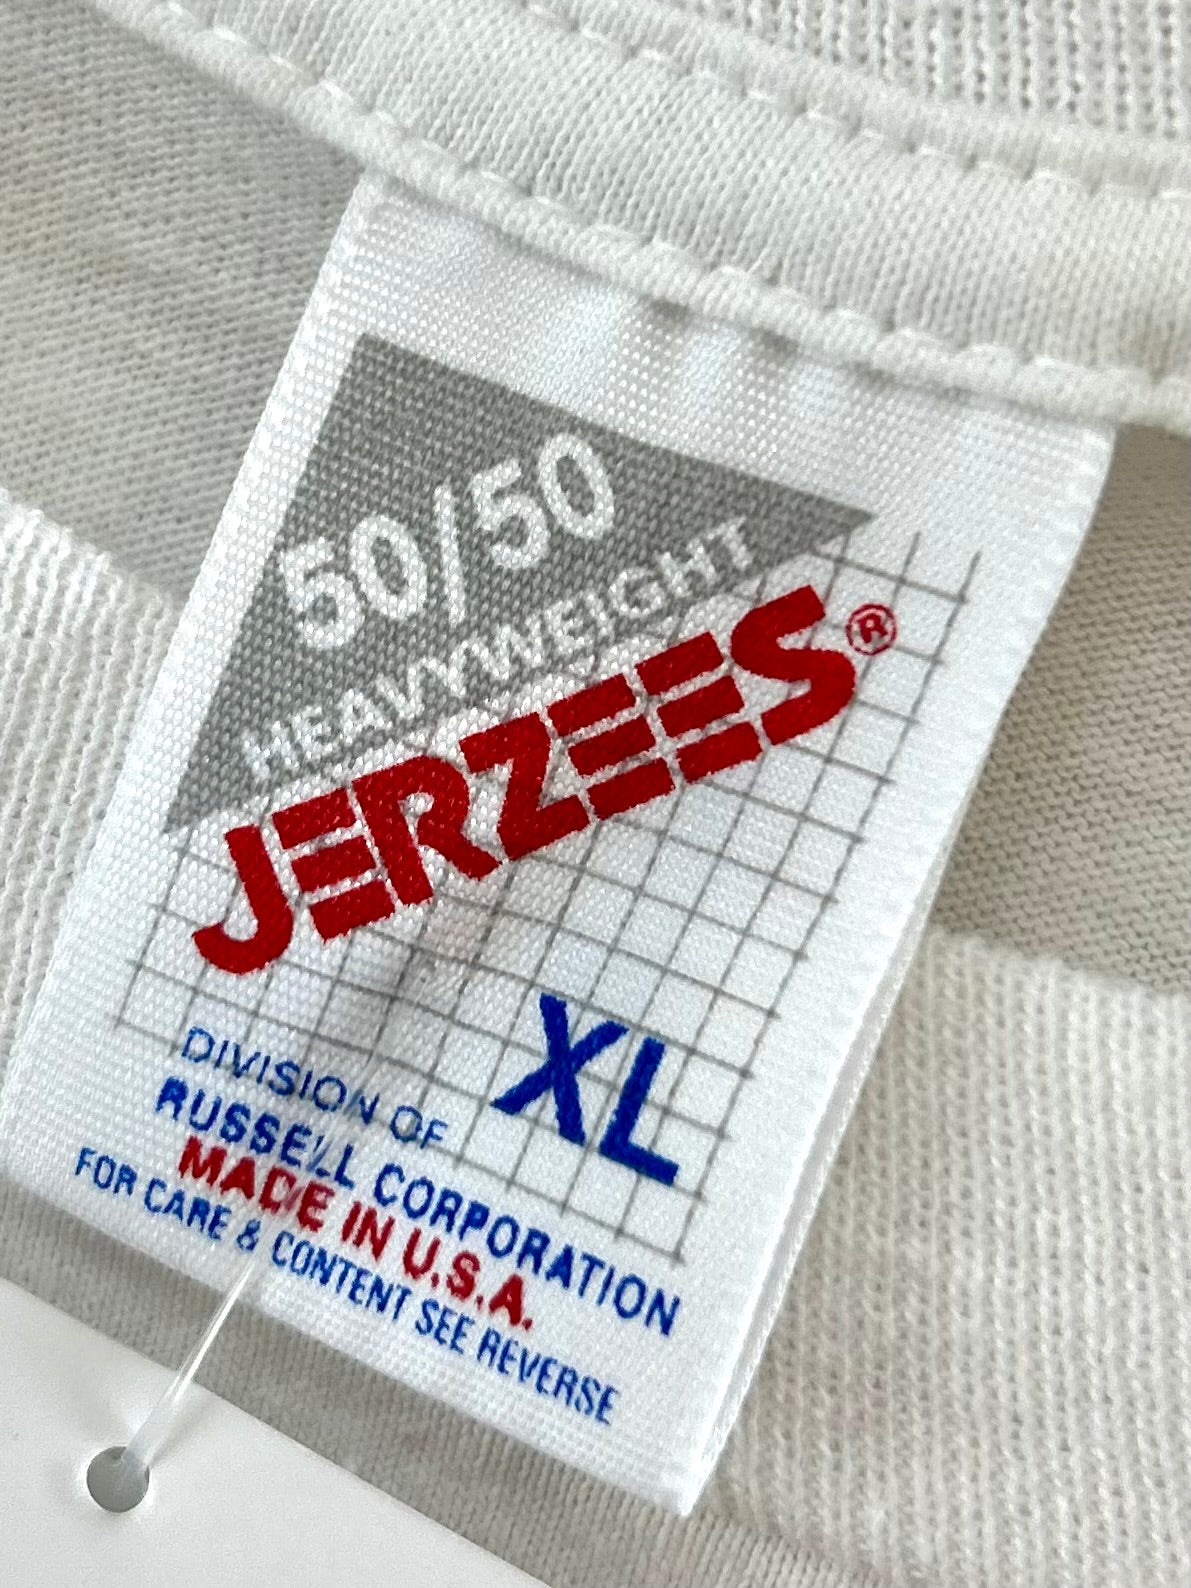 50/50
HEAVYWEIGHT
JERZEES®
XL
DIVISION OF
RUSSELL CORPORATION
MADE IN U.S.A.
FOR CARE & CONTENT SEE REVERSE